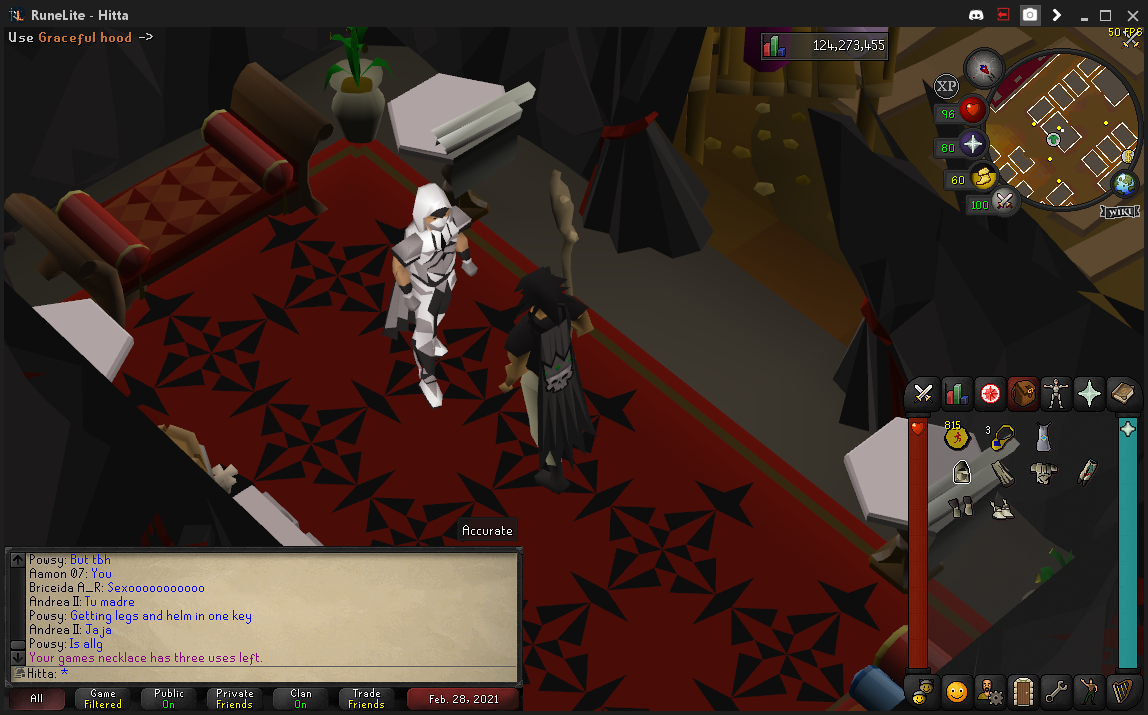 RuneLite - Hitta
Use Graceful hood ->
50 FPS
124,273,455
XP
96
80
60
100
WIKI
815
3
Accurate
Powsy: But tbh
Aamon 07: You
Briceida A_R: Sexooooooooooo
Andrea II: Tu madre
Powsy: Getting legs and helm in one key
Andrea II: Jaja
Powsy: Is allg
Your games necklace has three uses left.
Hitta: *
All
Game
Filtered
Public
On
Private
Friends
Clan
On
Trade
Friends
Feb. 28, 2021